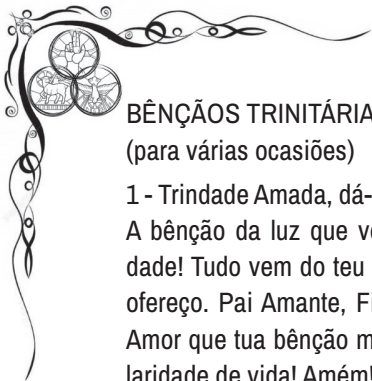 BÊNÇÃOS TRINITÁRIA
(para várias ocasiões)
1 - Trindade Amada, dá-
A bênção da luz que v
dade! Tudo vem do teu
ofereço. Pai Amante, F
Amor que tua bênção m
laridade de vida! Amém!